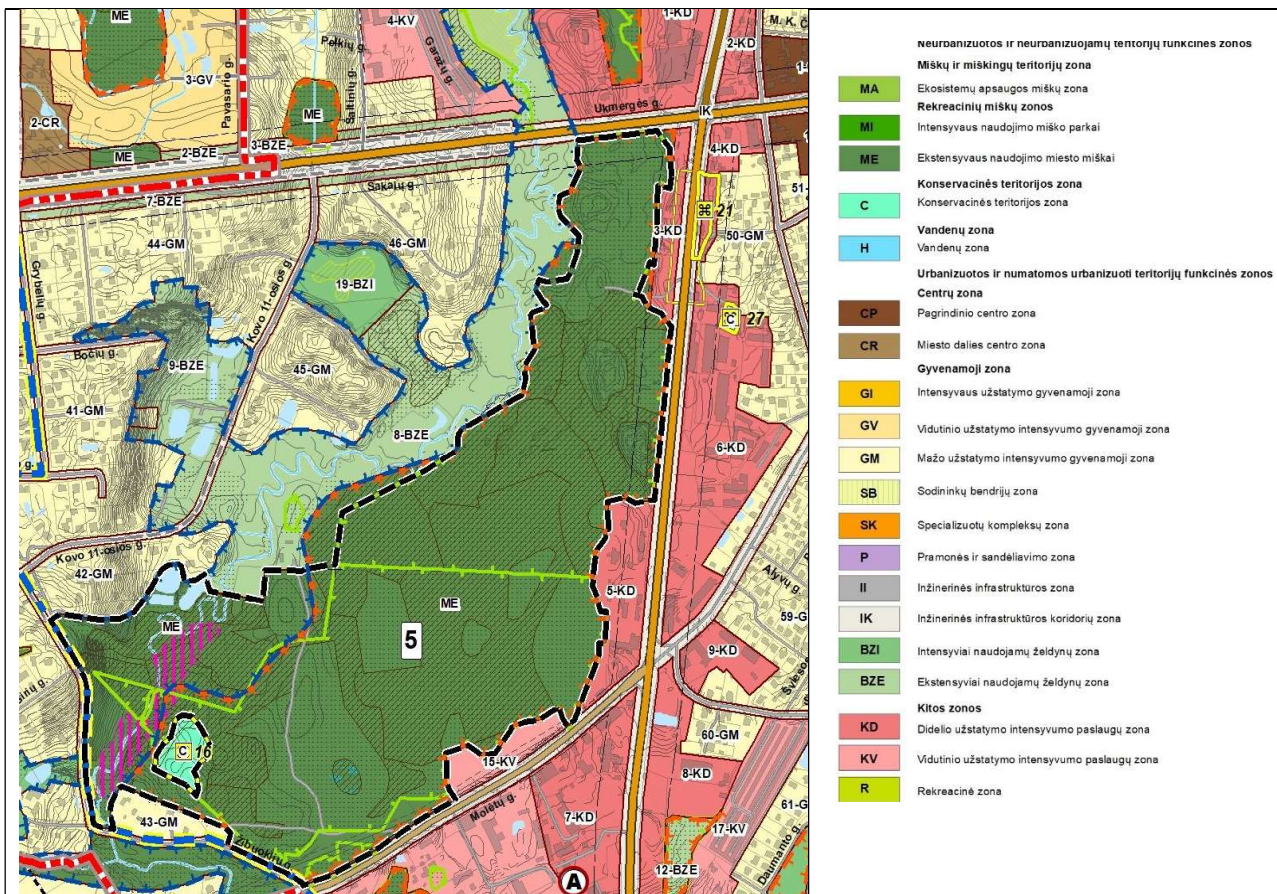 ME
4-KV
1-KD
M. K. Č
2-KD
Pelkių g.
Garažų g.
3-GV
Pavasario g.
Šaltinių g.
ME
Ukmergės g.
IK
2-CR
ME
2-BZE
3-BZE
4-KD
7-BZE
Sakajų g.
51-
21
3-KD
50-GM
44-GM
46-GM
Grybelių g.
Kovo 11-osios g.
19-BZI
C
27
Bočių g.
9-BZE
45-GM
41-GM
8-BZE
6-KD
Kovo 11-osios g.
42-GM
Alyvų g.
5-KD
59-G
ME
ME
5
9-KD
Šviesos
60-GM
C
16
15-KV
8-KD
Molėtų g.
43-GM
7-KD
61-G
17-KV
Žibuoklių g.
Daumanto g.
A
12-BZE
Neurbanizuotos ir neurbanizuojamų teritorijų funkcinės zonos
Miškų ir miškingų teritorijų zona
MA Ekosistemų apsaugos miškų zona
Rekreacinių miškų zonos
MI Intensyvaus naudojimo miško parkai
ME Ekstensyvaus naudojimo miesto miškai
Konservacinės teritorijos zona
C Konservacinės teritorijos zona
Vandenų zona
H Vandenų zona
Urbanizuotos ir numatomos urbanizuoti teritorijų funkcinės zonos
Centrų zona
CP Pagrindinio centro zona
CR Miesto dalies centro zona
Gyvenamoji zona
GI Intensyvaus užstatymo gyvenamoji zona
GV Vidutinio užstatymo intensyvumo gyvenamoji zona
GM Mažo užstatymo intensyvumo gyvenamoji zona
SB Sodininkų bendrijų zona
SK Specializuotų kompleksų zona
P Pramonės ir sandėliavimo zona
II Inžinerinės infrastruktūros zona
IK Inžinerinės infrastruktūros koridorių zona
BZI Intensyviai naudojamų želdynų zona
BZE Ekstensyviai naudojamų želdynų zona
Kitos zonos
KD Didelio užstatymo intensyvumo paslaugų zona
KV Vidutinio užstatymo intensyvumo paslaugų zona
R Rekreacinė zona